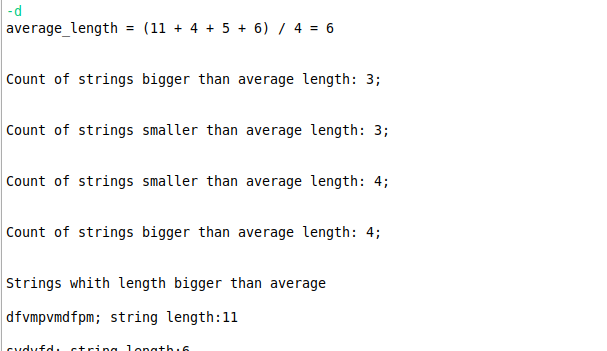 -d
average_length = (11 + 4 + 5 + 6) / 4 = 6
Count of strings bigger than average length: 3;
Count of strings smaller than average length: 3;
Count of strings smaller than average length: 4;
Count of strings bigger than average length: 4;
Strings whith length bigger than average
dfvmpvmdfpm; string length:11
string length:6